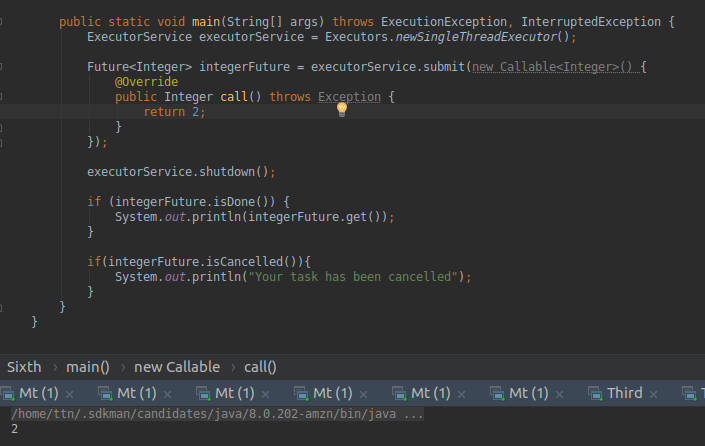 public static void main(String[] args) throws ExecutionException, InterruptedException {
ExecutorService executorService = Executors.newSingleThreadExecutor();
Future<Integer> integerFuture = executorService.submit(new Callable<Integer>() {
@Override
public Integer call() throws Exception {
return 2;
}
});
executorService.shutdown();
if (integerFuture.isDone()) {
System.out.println(integerFuture.get());
}
if(integerFuture.isCancelled()){
System.out.println("Your task has been cancelled");
}
}
}
Sixth › main() › new Callable › call()
Mt (1) × Mt (1) × Mt (1) × Mt (1) × Mt (1) × Mt (1) × Third ×
/home/ttn/.sdkman/candidates/java/8.0.202-amzn/bin/java ...
2